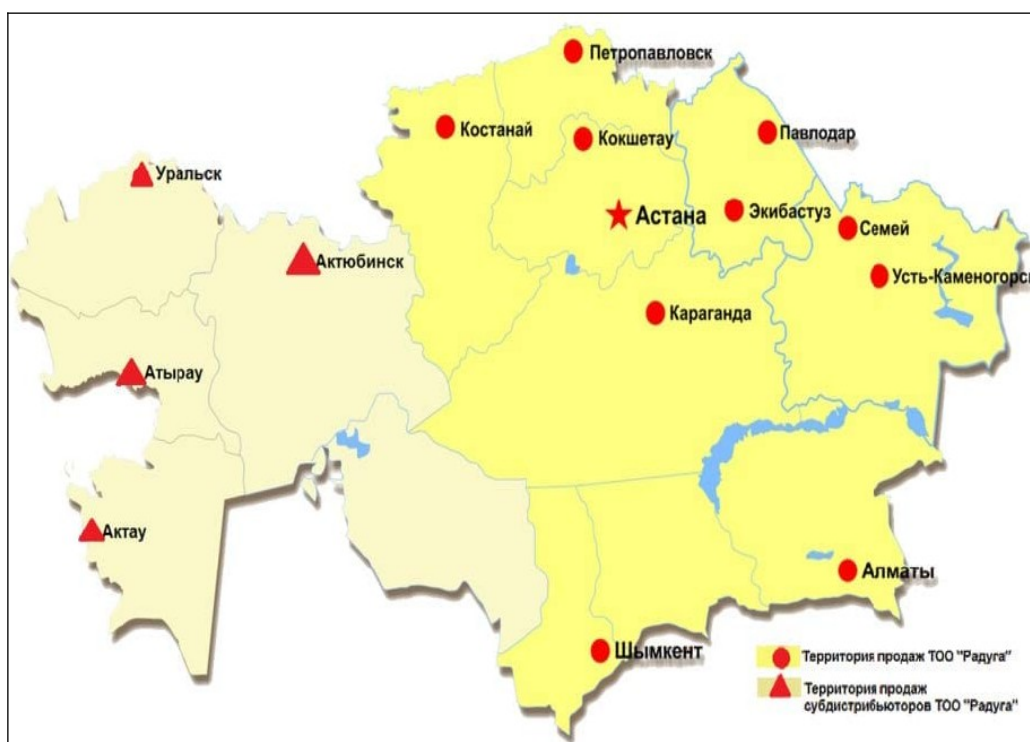 Петропавловск
Костанай
Кокшетау
Павлодар
Уральск
Астана
Экибастуз
Семей
Актюбинск
Усть-Каменогорск
Караганда
Атырау
Актау
Алматы
Шымкент
Территория продаж ТОО "Радуга"
Территория продаж
субдистрибьюторов ТОО "Радуга"